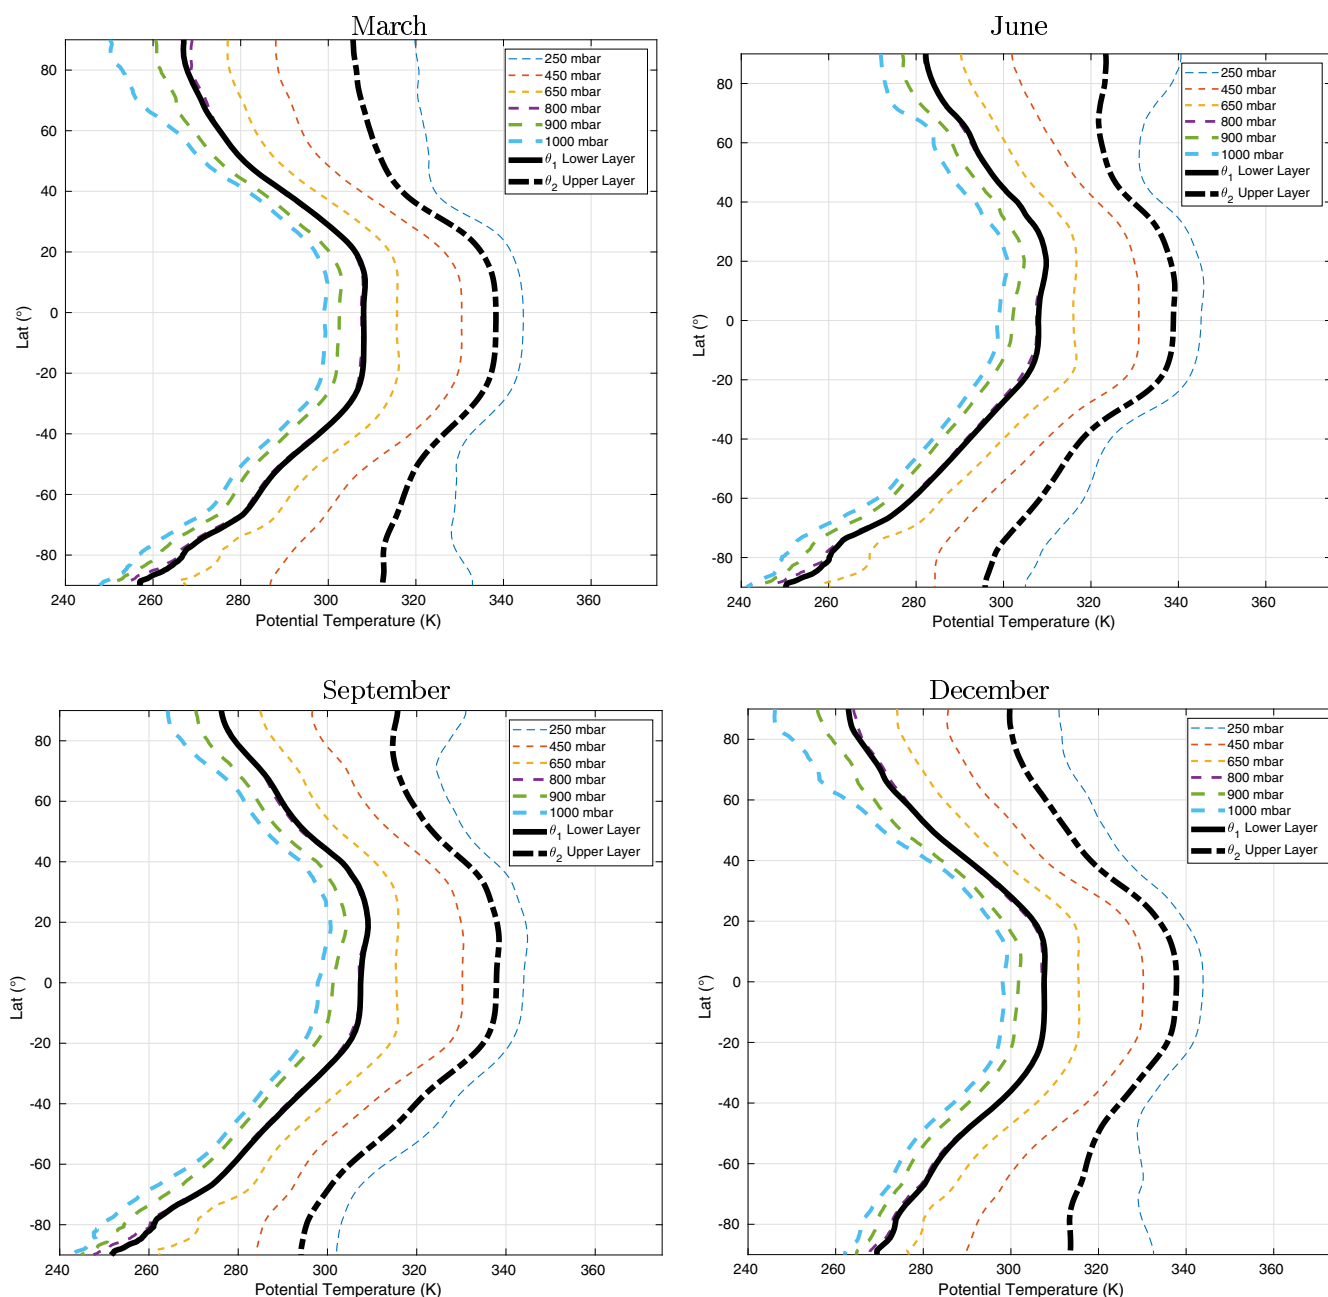 March
80
60
40
20
0
-20
-40
-60
-80
Lat (°)
240 260 280 300 320 340 360
Potential Temperature (K)
250 mbar
450 mbar
650 mbar
800 mbar
900 mbar
1000 mbar
θ1 Lower Layer
θ2 Upper Layer
June
80
60
40
20
0
-20
-40
-60
-80
Lat (°)
240 260 280 300 320 340 360
Potential Temperature (K)
250 mbar
450 mbar
650 mbar
800 mbar
900 mbar
1000 mbar
θ1 Lower Layer
θ2 Upper Layer
September
80
60
40
20
0
-20
-40
-60
-80
Lat (°)
240 260 280 300 320 340 360
Potential Temperature (K)
250 mbar
450 mbar
650 mbar
800 mbar
900 mbar
1000 mbar
θ1 Lower Layer
θ2 Upper Layer
December
80
60
40
20
0
-20
-40
-60
-80
Lat (°)
240 260 280 300 320 340 360
Potential Temperature (K)
250 mbar
450 mbar
650 mbar
800 mbar
900 mbar
1000 mbar
θ1 Lower Layer
θ2 Upper Layer